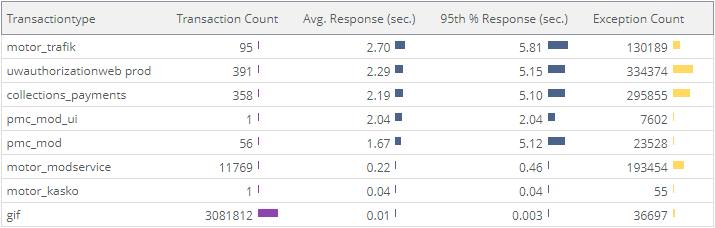 Transactiontype Transaction Count Avg. Response (sec.) 95th % Response (sec.) Exception Count
motor_trafik 95 2.70 5.81 130189
uwauthorizationweb prod 391 2.29 5.15 334374
collections_payments 358 2.19 5.10 295855
pmc_mod_ui 1 2.04 2.04 7602
pmc_mod 56 1.67 5.12 23528
motor_modservice 11769 0.22 0.46 193454
motor_kasko 1 0.04 0.04 55
gif 3081812 0.01 0.003 36697